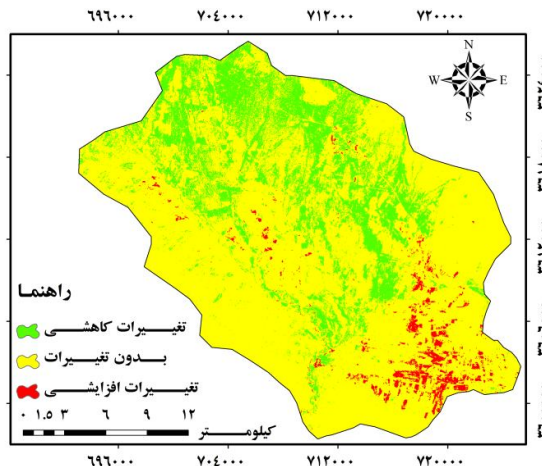 ۶۹۶۰۰۰ ۷۰۴۰۰۰ ۷۱۲۰۰۰ ۷۲۰۰۰۰
N
W E
S
راهنما
تغییرات کاهشی
بدون تغییرات
تغییرات افزایشی
۰ ۱.۵ ۳ ۶ ۹ ۱۲
کیلومتر
۶۹۶۰۰۰ ۷۰۴۰۰۰ ۷۱۲۰۰۰ ۷۲۰۰۰۰